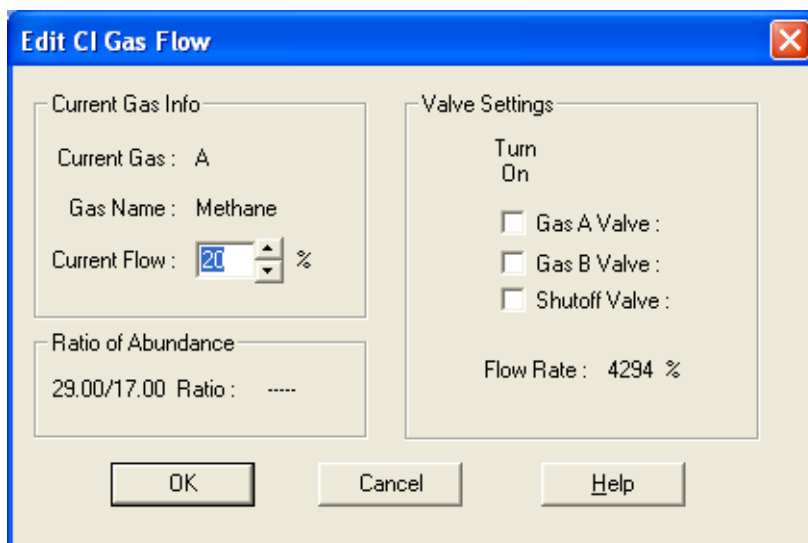 Edit CI Gas Flow
Current Gas Info
Current Gas : A
Gas Name : Methane
Current Flow : 20 %
Ratio of Abundance
29.00/17.00 Ratio : -----
Valve Settings
Turn
On
Gas A Valve :
Gas B Valve :
Shutoff Valve :
Flow Rate : 4294 %
OK
Cancel
Help